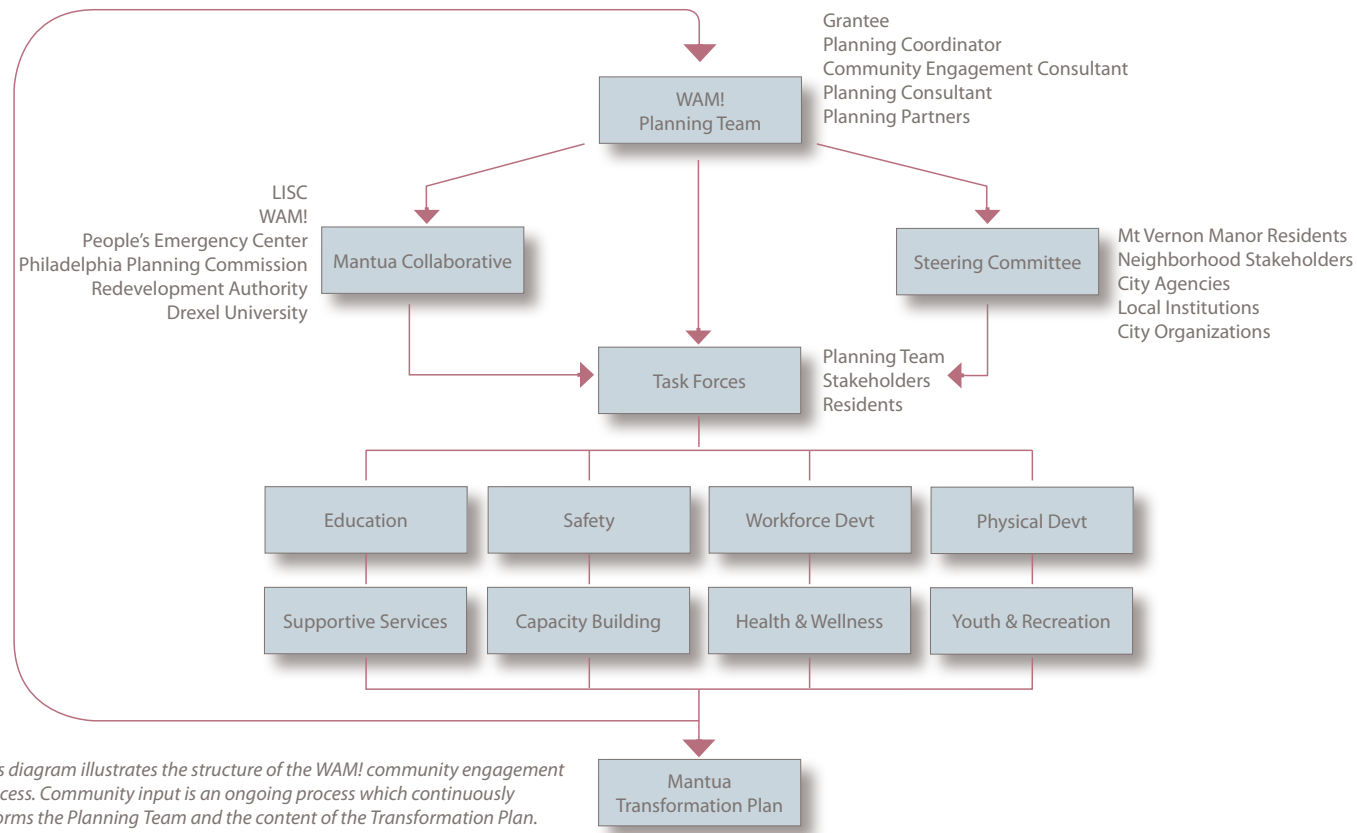 Grantee
Planning Coordinator
Community Engagement Consultant
Planning Consultant
Planning Partners
WAM!
Planning Team
LISC
WAM!
People's Emergency Center
Philadelphia Planning Commission
Redevelopment Authority
Drexel University
Mantua Collaborative
Steering Committee
Mt Vernon Manor Residents
Neighborhood Stakeholders
City Agencies
Local Institutions
City Organizations
Task Forces
Planning Team
Stakeholders
Residents
Education
Safety
Workforce Devt
Physical Devt
Supportive Services
Capacity Building
Health & Wellness
Youth & Recreation
s diagram illustrates the structure of the WAM! community engagement
cess. Community input is an ongoing process which continuously
orms the Planning Team and the content of the Transformation Plan.
Mantua
Transformation Plan